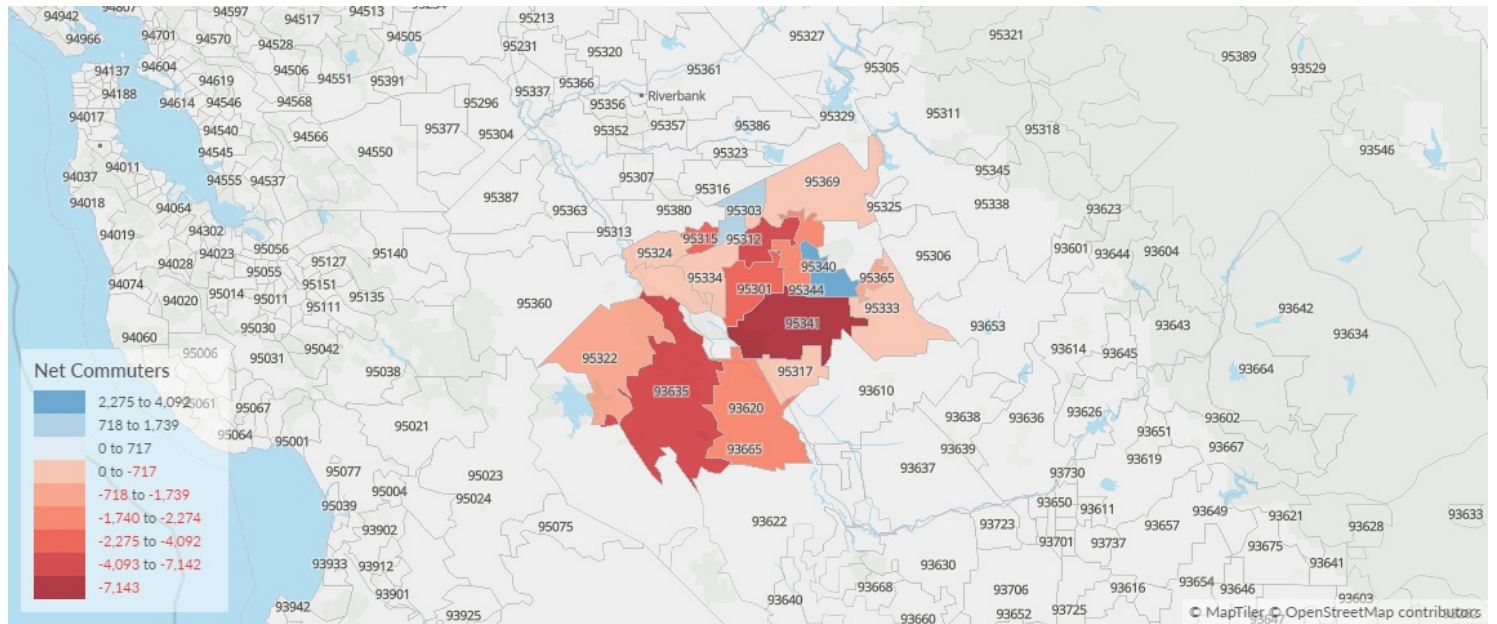 94942 94807 94597 94517 94513 95234 95213
94966 94701 94570 94528 94505 95231 95320 95327 95321
94137 94604 94619 94506 94551 95391 95366 95361 95305 95389 93529
94188 94614 94546 94568 95296 95337 95356 Riverbank
94017 94540 94566 95377 95304 95352 95357 95386 95329 95311 95318
94011 94545 94550 95323 93546
94037 94555 94537 95307 95369 95345
94018 94064 95387 95363 95316 95303 95325 95338 93623
94019 94302 95056 95140 95313 95380 95315 95312
94028 94023 95127 95324 95340 95306 93601 93644 93604
94074 95055 95151 95334 95301 95344 95365
94020 95014 95011 95111 95135 95360 95333 93642
94060 95030 95341 93653 93643 93634
95006 95031 95042 95322 93614 93645
95038 95317 93664
95061 95067 93635 93620 93610 93626 93602
95064 95001 95021 93638 93636 93651 93667
95077 95023 93665 93637 93639 93619
95004 95024 93730
95039 93902 95075 93622 93723 93650 93611 93649 93621 93628 93633
93933 93912 93630 93701 93737 93657 93675 93641
93901 93668 93706 93616 93654 93646 93603
93942 93925 93640 93660 93652 93725 93647
Net Commuters
2,275 to 4,092
718 to 1,739
0 to 717
0 to -717
-718 to -1,739
-1,740 to -2,274
-2,275 to -4,092
-4,093 to -7,142
-7,143
© MapTiler © OpenStreetMap contributors